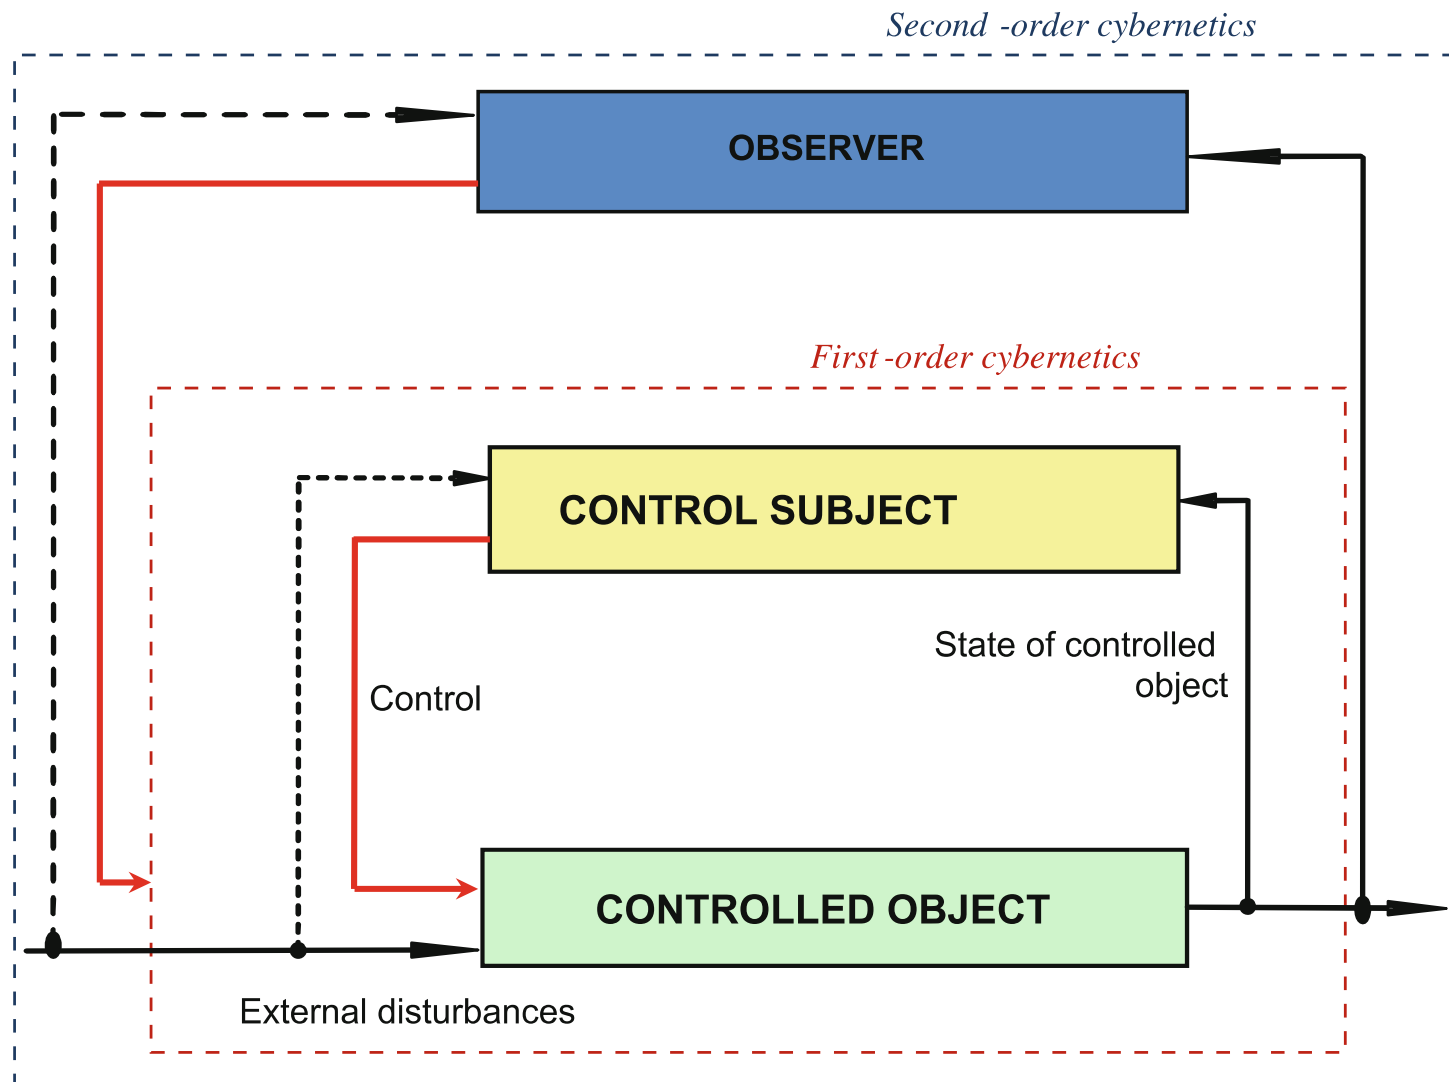 Second -order cybernetics
OBSERVER
First -order cybernetics
CONTROL SUBJECT
State of controlled
object
Control
CONTROLLED OBJECT
External disturbances